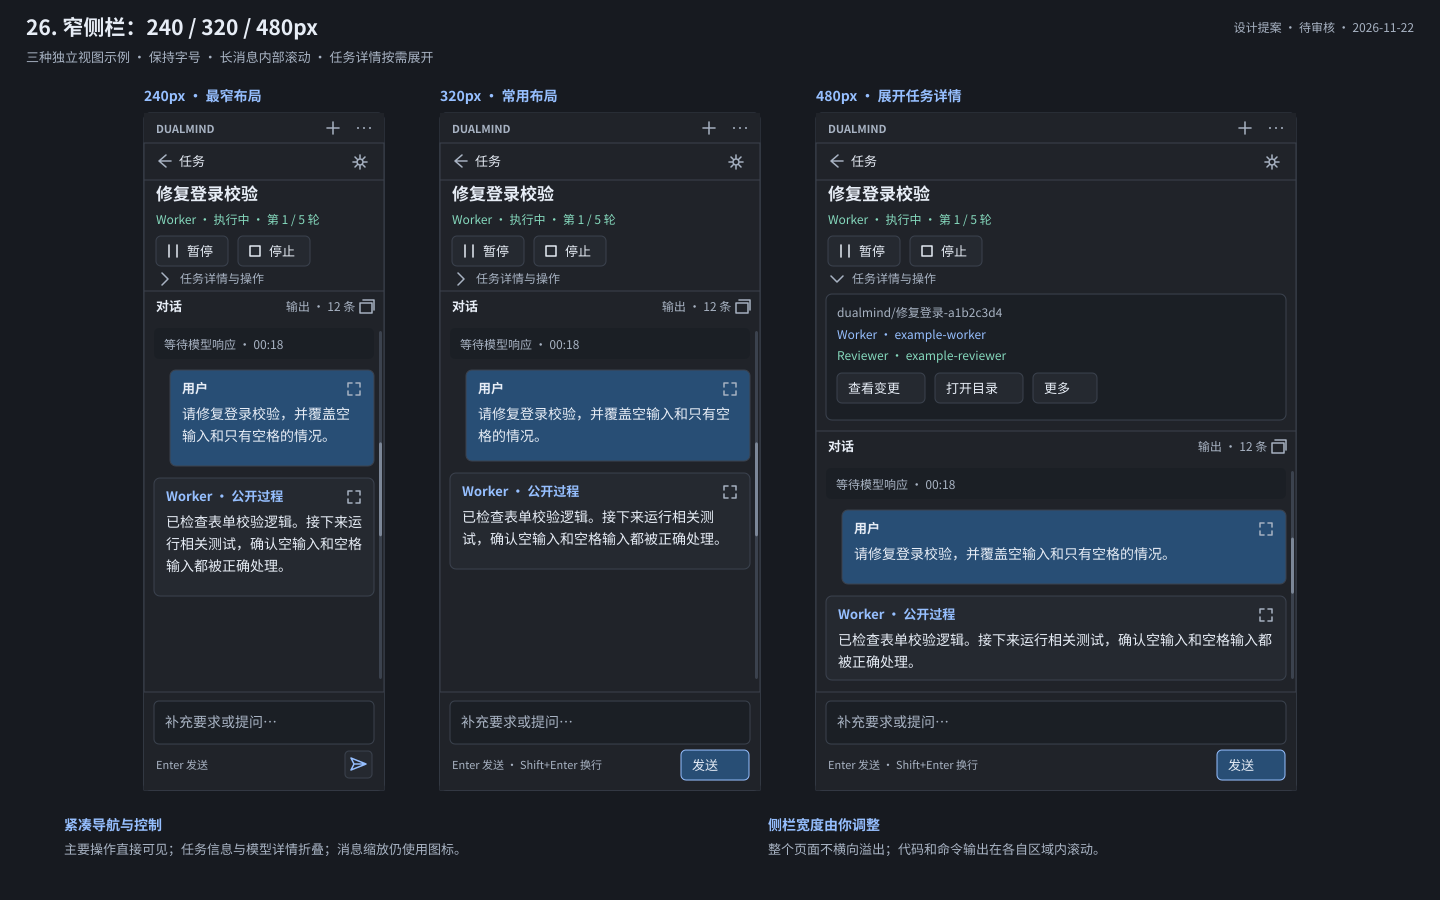 26. 窄侧栏：240 / 320 / 480px
设计提案 • 待审核 • 2026-11-22
三种独立视图示例 • 保持字号 • 长消息内部滚动 • 任务详情按需展开
240px • 最窄布局
DUALMIND
任务
修复登录校验
Worker • 执行中 • 第 1 / 5 轮
暂停
停止
任务详情与操作
对话
输出 • 12 条
等待模型响应 • 00:18
用户
请修复登录校验，并覆盖空
输入和只有空格的情况。
Worker • 公开过程
已检查表单校验逻辑。接下来运
行相关测试，确认空输入和空格
输入都被正确处理。
补充要求或提问…
Enter 发送
320px • 常用布局
DUALMIND
任务
修复登录校验
Worker • 执行中 • 第 1 / 5 轮
暂停
停止
任务详情与操作
对话
输出 • 12 条
等待模型响应 • 00:18
用户
请修复登录校验，并覆盖空输入和只有空
格的情况。
Worker • 公开过程
已检查表单校验逻辑。接下来运行相关测
试，确认空输入和空格输入都被正确处理。
补充要求或提问…
Enter 发送 • Shift+Enter 换行
发送
480px • 展开任务详情
DUALMIND
任务
修复登录校验
Worker • 执行中 • 第 1 / 5 轮
暂停
停止
任务详情与操作
dualmind/修复登录-a1b2c3d4
Worker • example-worker
Reviewer • example-reviewer
查看变更
打开目录
更多
对话
输出 • 12 条
等待模型响应 • 00:18
用户
请修复登录校验，并覆盖空输入和只有空格的情况。
Worker • 公开过程
已检查表单校验逻辑。接下来运行相关测试，确认空输入和空格输入都
被正确处理。
补充要求或提问…
Enter 发送 • Shift+Enter 换行
发送
紧凑导航与控制
主要操作直接可见；任务信息与模型详情折叠；消息缩放仍使用图标。
侧栏宽度由你调整
整个页面不横向溢出；代码和命令输出在各自区域内滚动。